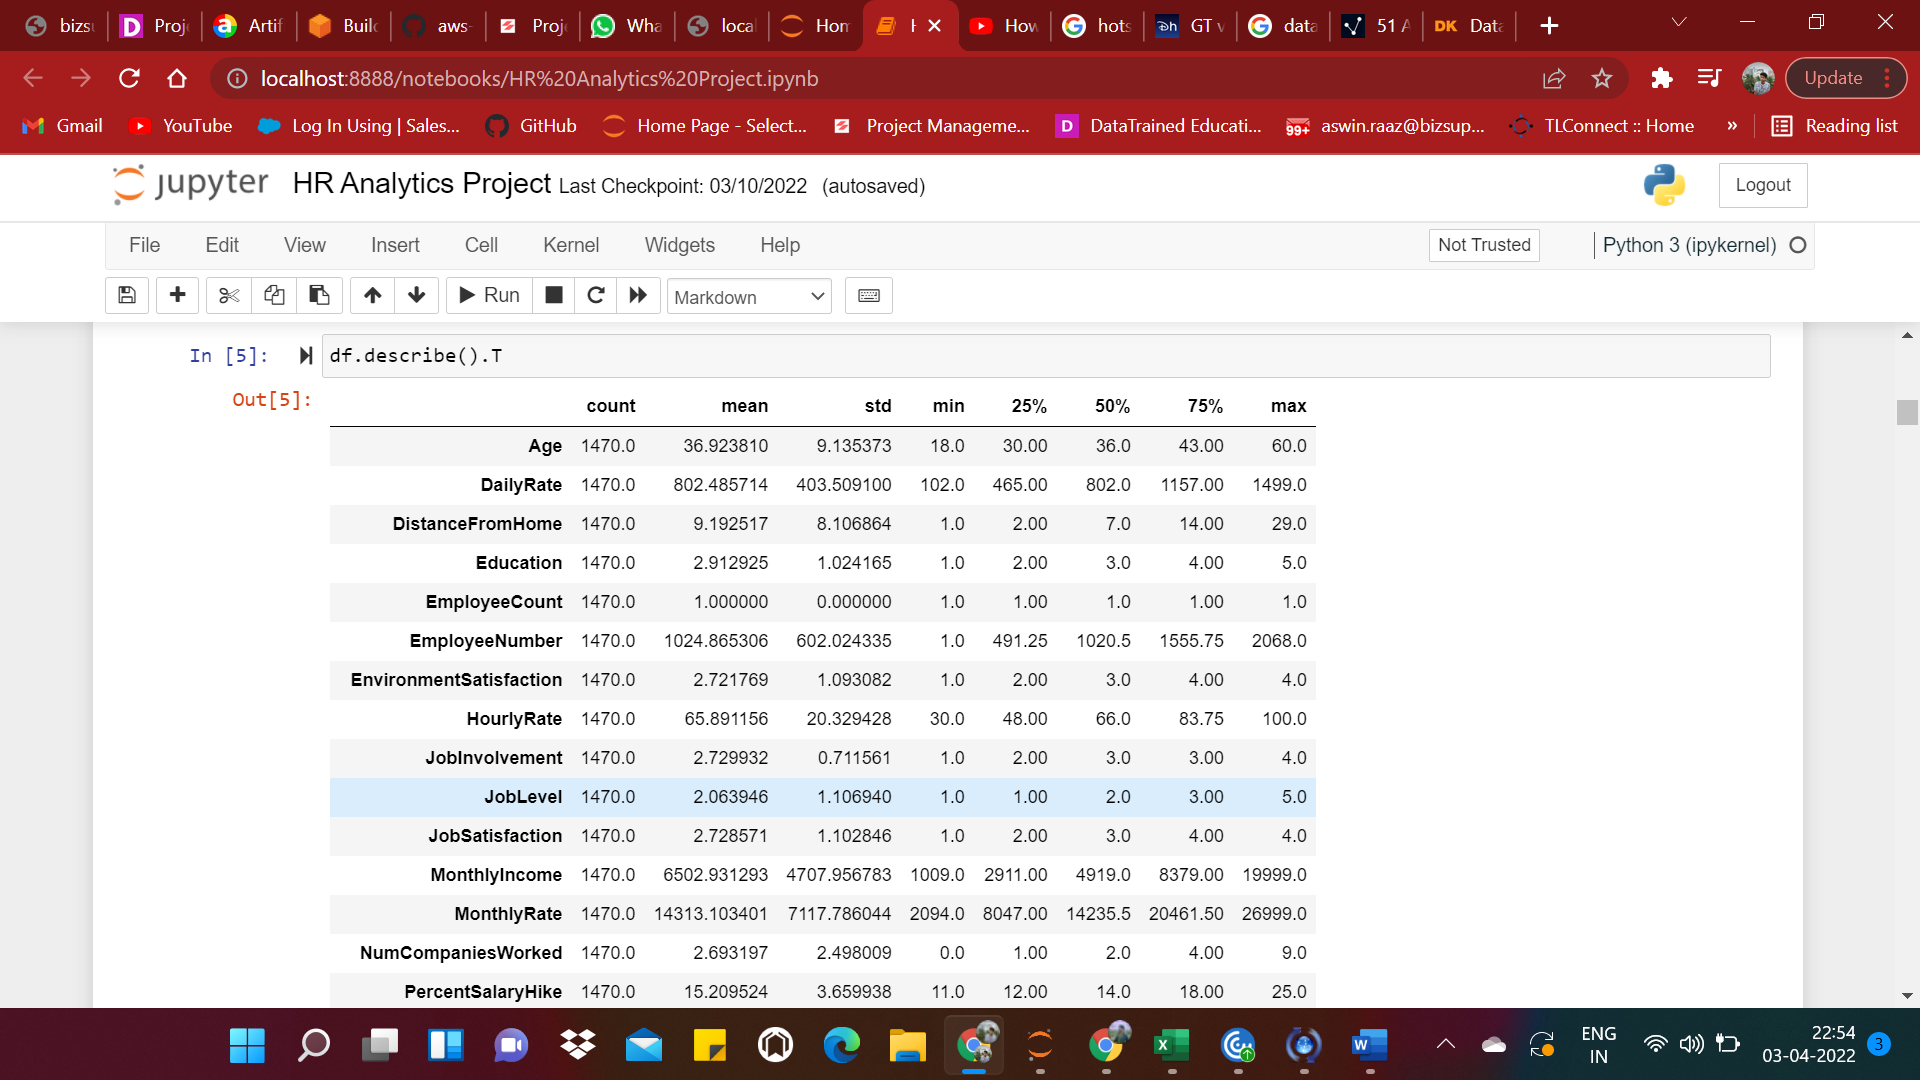 bizs Proj Artif Build aws- Proj Wha loca Hom H How hots GT v data 51 A DK Data
localhost:8888/notebooks/HR%20Analytics%20Project.ipynb Update
Gmail YouTube Log In Using | Sales... GitHub Home Page - Select... Project Manageme... D DataTrained Educati... 99+ aswin.raaz@bizsup... TLConnect :: Home » Reading list
jupyter HR Analytics Project Last Checkpoint: 03/10/2022 (autosaved) Logout
File Edit View Insert Cell Kernel Widgets Help Not Trusted Python 3 (ipykernel)
Run Markdown
In [5]: df.describe().T
Out[5]:
count mean std min 25% 50% 75% max
Age 1470.0 36.923810 9.135373 18.0 30.00 36.0 43.00 60.0
DailyRate 1470.0 802.485714 403.509100 102.0 465.00 802.0 1157.00 1499.0
DistanceFromHome 1470.0 9.192517 8.106864 1.0 2.00 7.0 14.00 29.0
Education 1470.0 2.912925 1.024165 1.0 2.00 3.0 4.00 5.0
EmployeeCount 1470.0 1.000000 0.000000 1.0 1.00 1.0 1.00 1.0
EmployeeNumber 1470.0 1024.865306 602.024335 1.0 491.25 1020.5 1555.75 2068.0
EnvironmentSatisfaction 1470.0 2.721769 1.093082 1.0 2.00 3.0 4.00 4.0
HourlyRate 1470.0 65.891156 20.329428 30.0 48.00 66.0 83.75 100.0
JobInvolvement 1470.0 2.729932 0.711561 1.0 2.00 3.0 3.00 4.0
JobLevel 1470.0 2.063946 1.106940 1.0 1.00 2.0 3.00 5.0
JobSatisfaction 1470.0 2.728571 1.102846 1.0 2.00 3.0 4.00 4.0
MonthlyIncome 1470.0 6502.931293 4707.956783 1009.0 2911.00 4919.0 8379.00 19999.0
MonthlyRate 1470.0 14313.103401 7117.786044 2094.0 8047.00 14235.5 20461.50 26999.0
NumCompaniesWorked 1470.0 2.693197 2.498009 0.0 1.00 2.0 4.00 9.0
PercentSalaryHike 1470.0 15.209524 3.659938 11.0 12.00 14.0 18.00 25.0
ENG 22:54
IN 03-04-2022 3